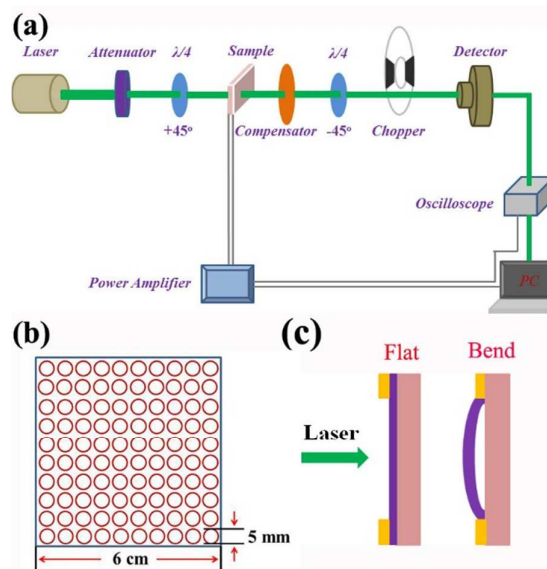 (a)
Laser Attenuator λ/4 Sample λ/4 Detector
+45° Compensator -45° Chopper
Oscilloscope
Power Amplifier PC
(b)
5 mm
6 cm
(c)
Flat Bend
Laser